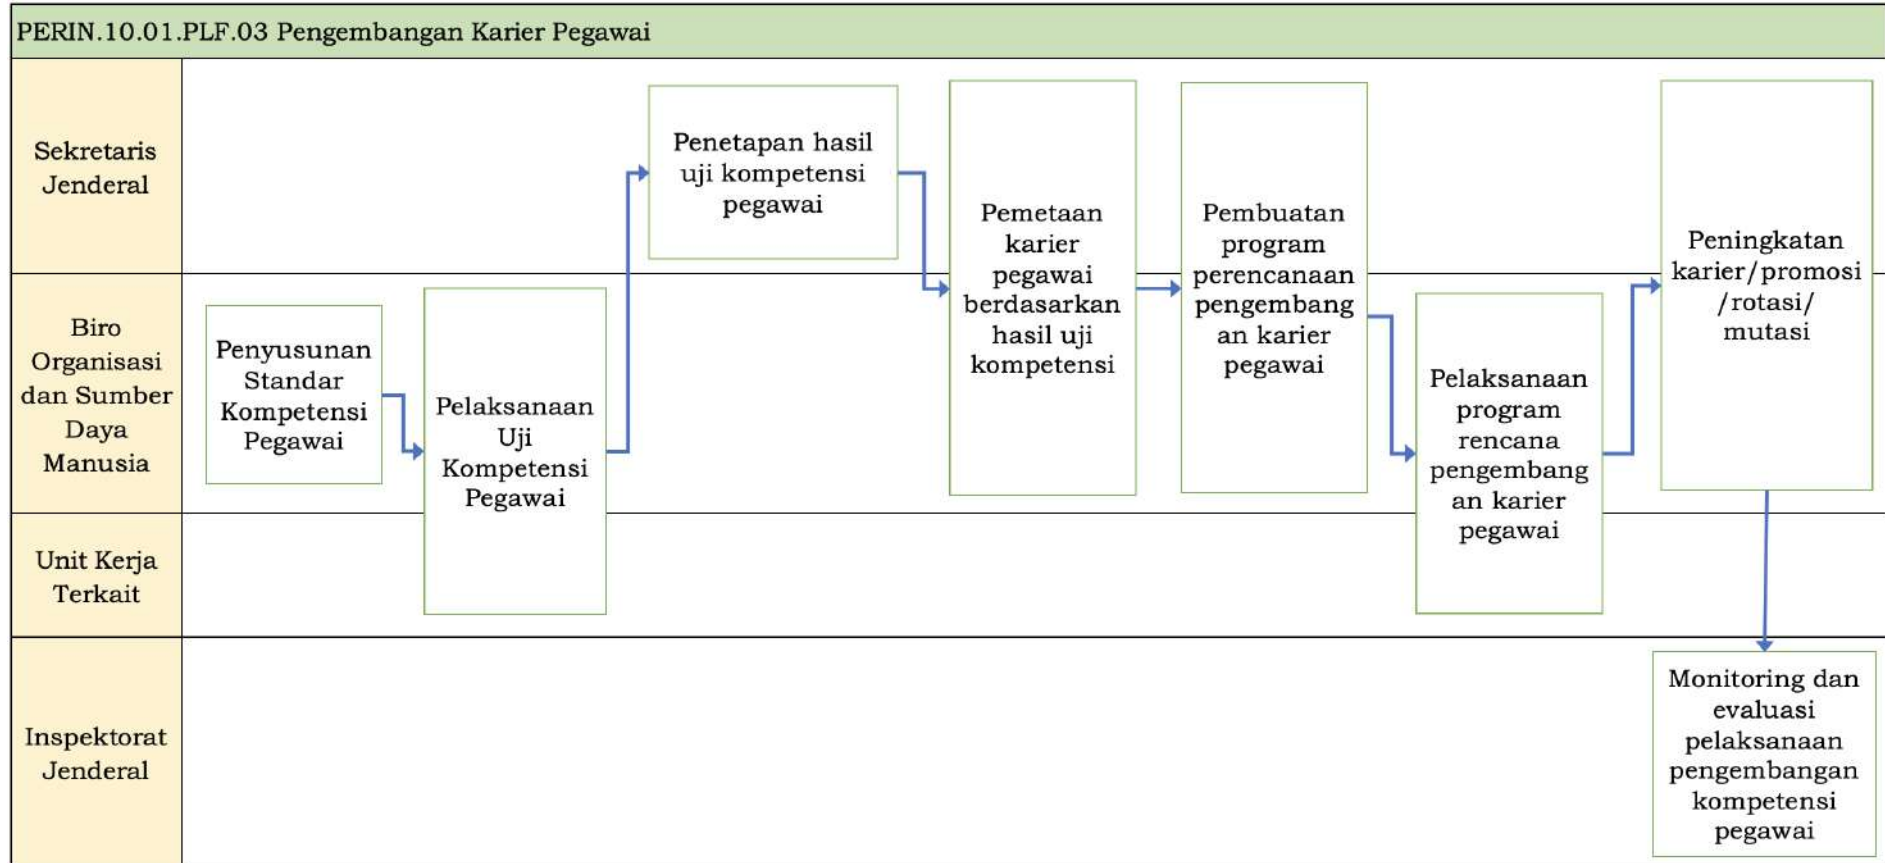 PERIN.10.01.PLF.03 Pengembangan Karier Pegawai
Sekretaris
Jenderal
Penetapan hasil
uji kompetensi
pegawai
Pemetaan
karier
pegawai
berdasarkan
hasil uji
kompetensi
Pembuatan
program
perencanaan
pengembang
an karier
pegawai
Peningkatan
karier/promosi
/rotasi/
mutasi
Biro
Organisasi
dan Sumber
Daya
Manusia
Penyusunan
Standar
Kompetensi
Pegawai
Pelaksanaan
Uji
Kompetensi
Pegawai
Pelaksanaan
program
rencana
pengembang
an karier
pegawai
Unit Kerja
Terkait
Inspektorat
Jenderal
Monitoring dan
evaluasi
pelaksanaan
pengembangan
kompetensi
pegawai